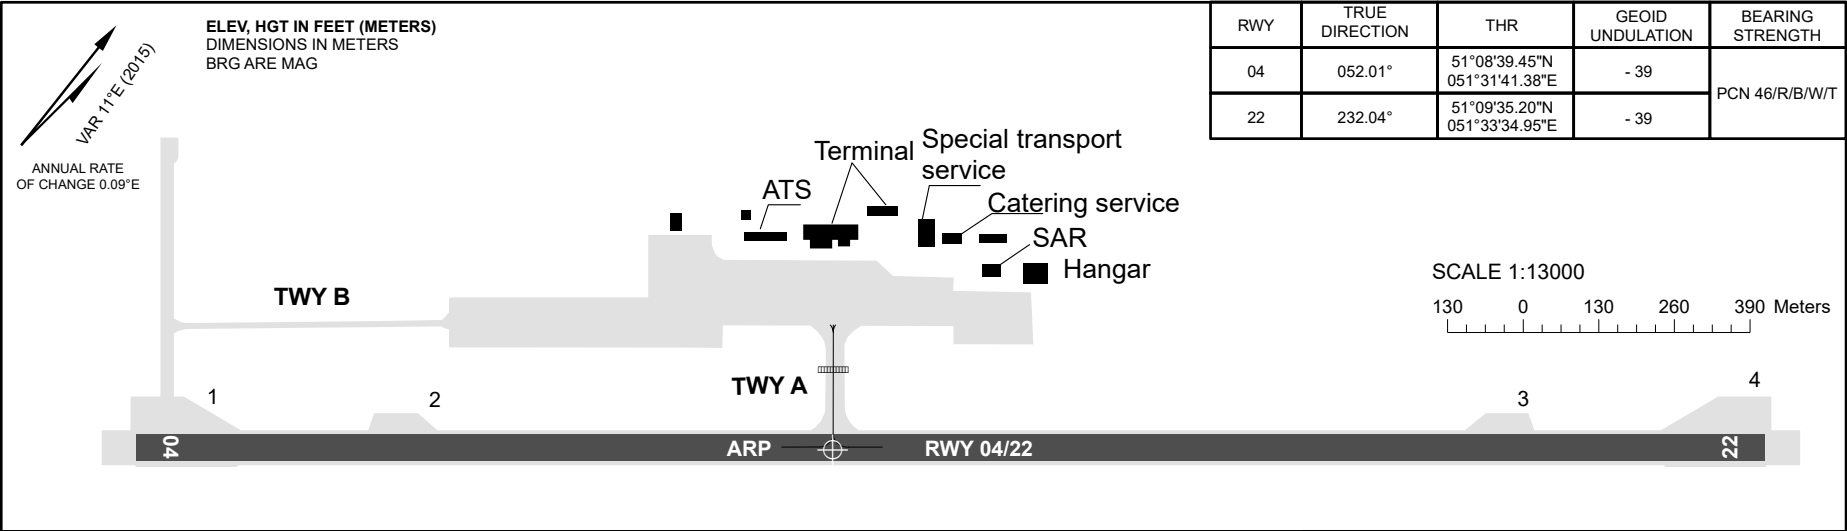 ELEV, HGT IN FEET (METERS)
DIMENSIONS IN METERS
BRG ARE MAG
VAR 11°E (2015)
ANNUAL RATE
OF CHANGE 0.09°E
RWY
TRUE
DIRECTION
THR
GEOID
UNDULATION
BEARING
STRENGTH
04
052.01°
51°08'39.45"N
051°31'41.38"E
- 39
PCN 46/R/B/W/T
22
232.04°
51°09'35.20"N
051°33'34.95"E
- 39
Terminal
Special transport
service
ATS
Catering service
SAR
Hangar
SCALE 1:13000
130 0 130 260 390 Meters
TWY B
TWY A
1
2
3
4
04
ARP
RWY 04/22
22